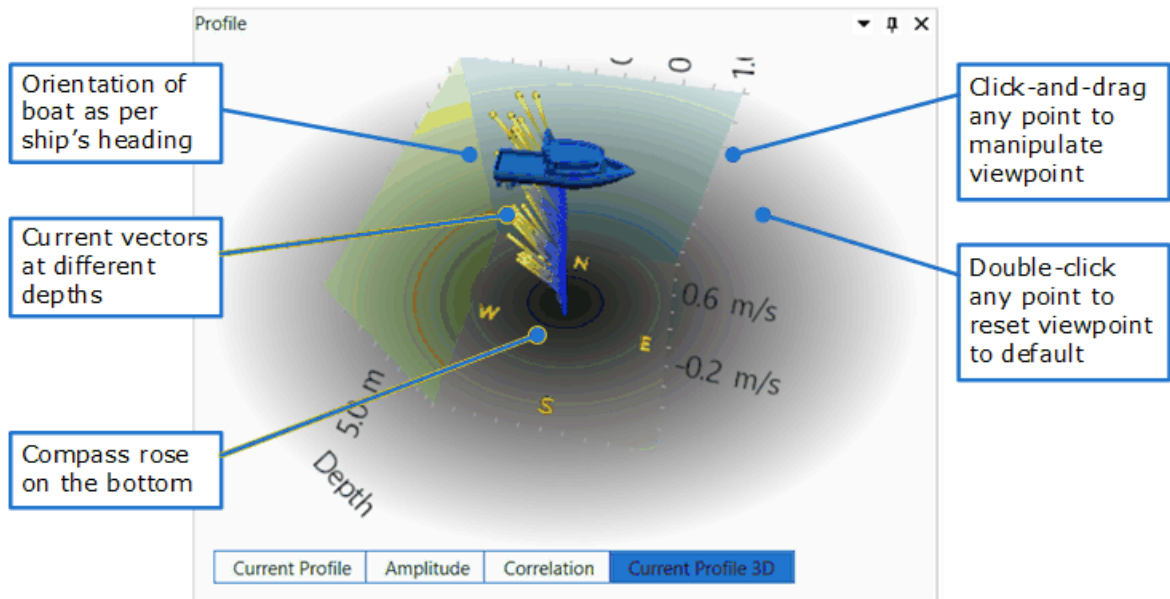 Profile
Orientation of
boat as per
ship's heading
Current vectors
at different
depths
Compass rose
on the bottom
Click-and-drag
any point to
manipulate
viewpoint
Double-click
any point to
reset viewpoint
to default
0
N
W
E
S
0.6 m/s
-0.2 m/s
5.0 m
Depth
Current Profile
Amplitude
Correlation
Current Profile 3D